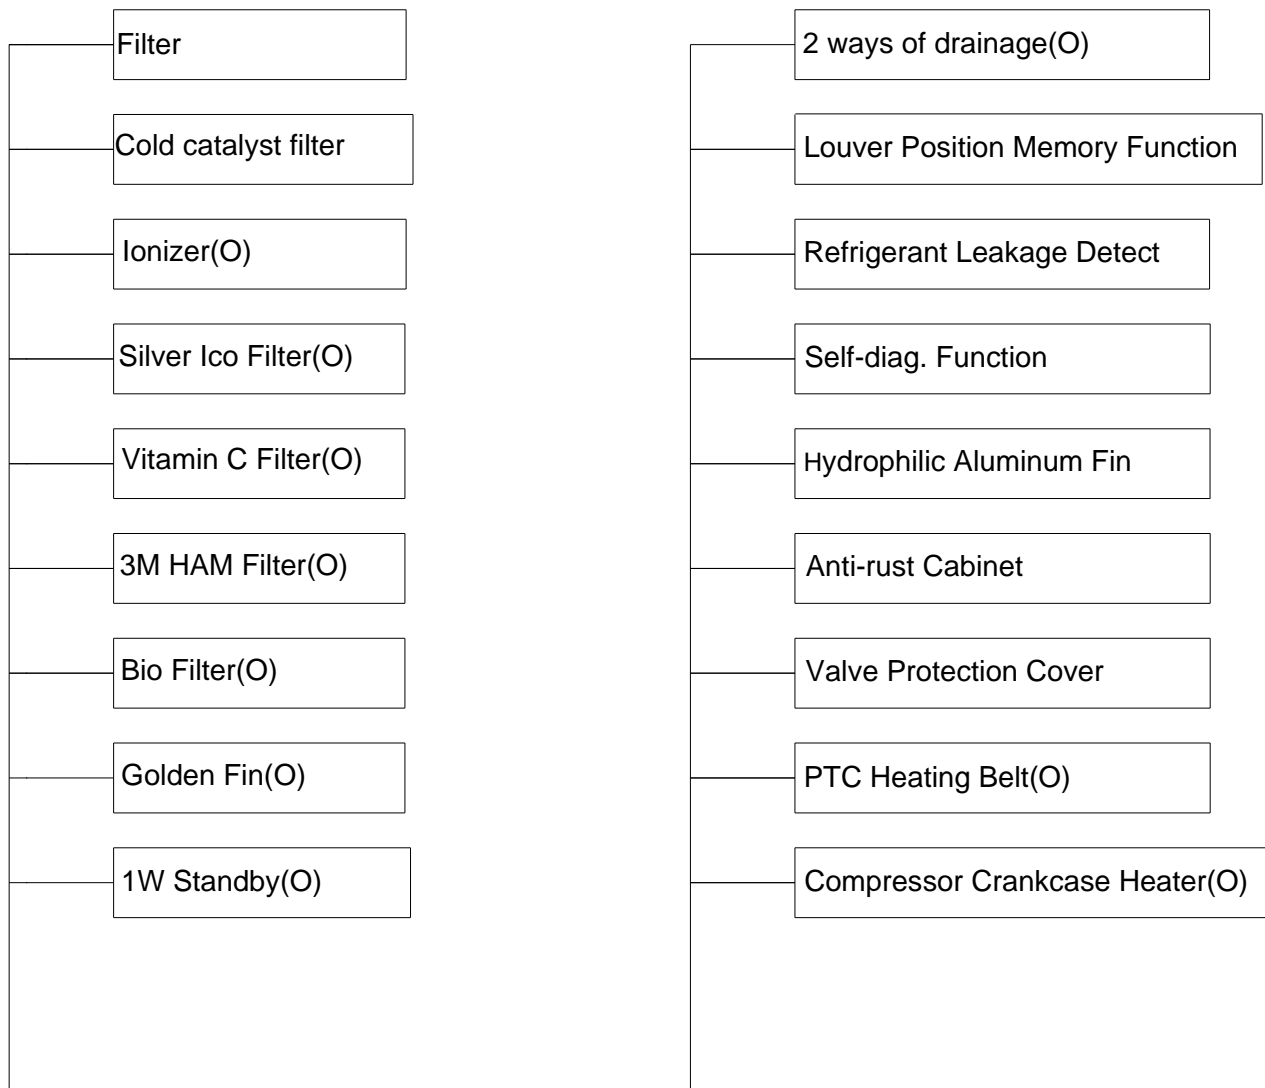 Filter
Cold catalyst filter
Ionizer(O)
Silver Ico Filter(O)
Vitamin C Filter(O)
3M HAM Filter(O)
Bio Filter(O)
Golden Fin(O)
1W Standby(O)
2 ways of drainage(O)
Louver Position Memory Function
Refrigerant Leakage Detect
Self-diag. Function
Hydrophilic Aluminum Fin
Anti-rust Cabinet
Valve Protection Cover
PTC Heating Belt(O)
Compressor Crankcase Heater(O)